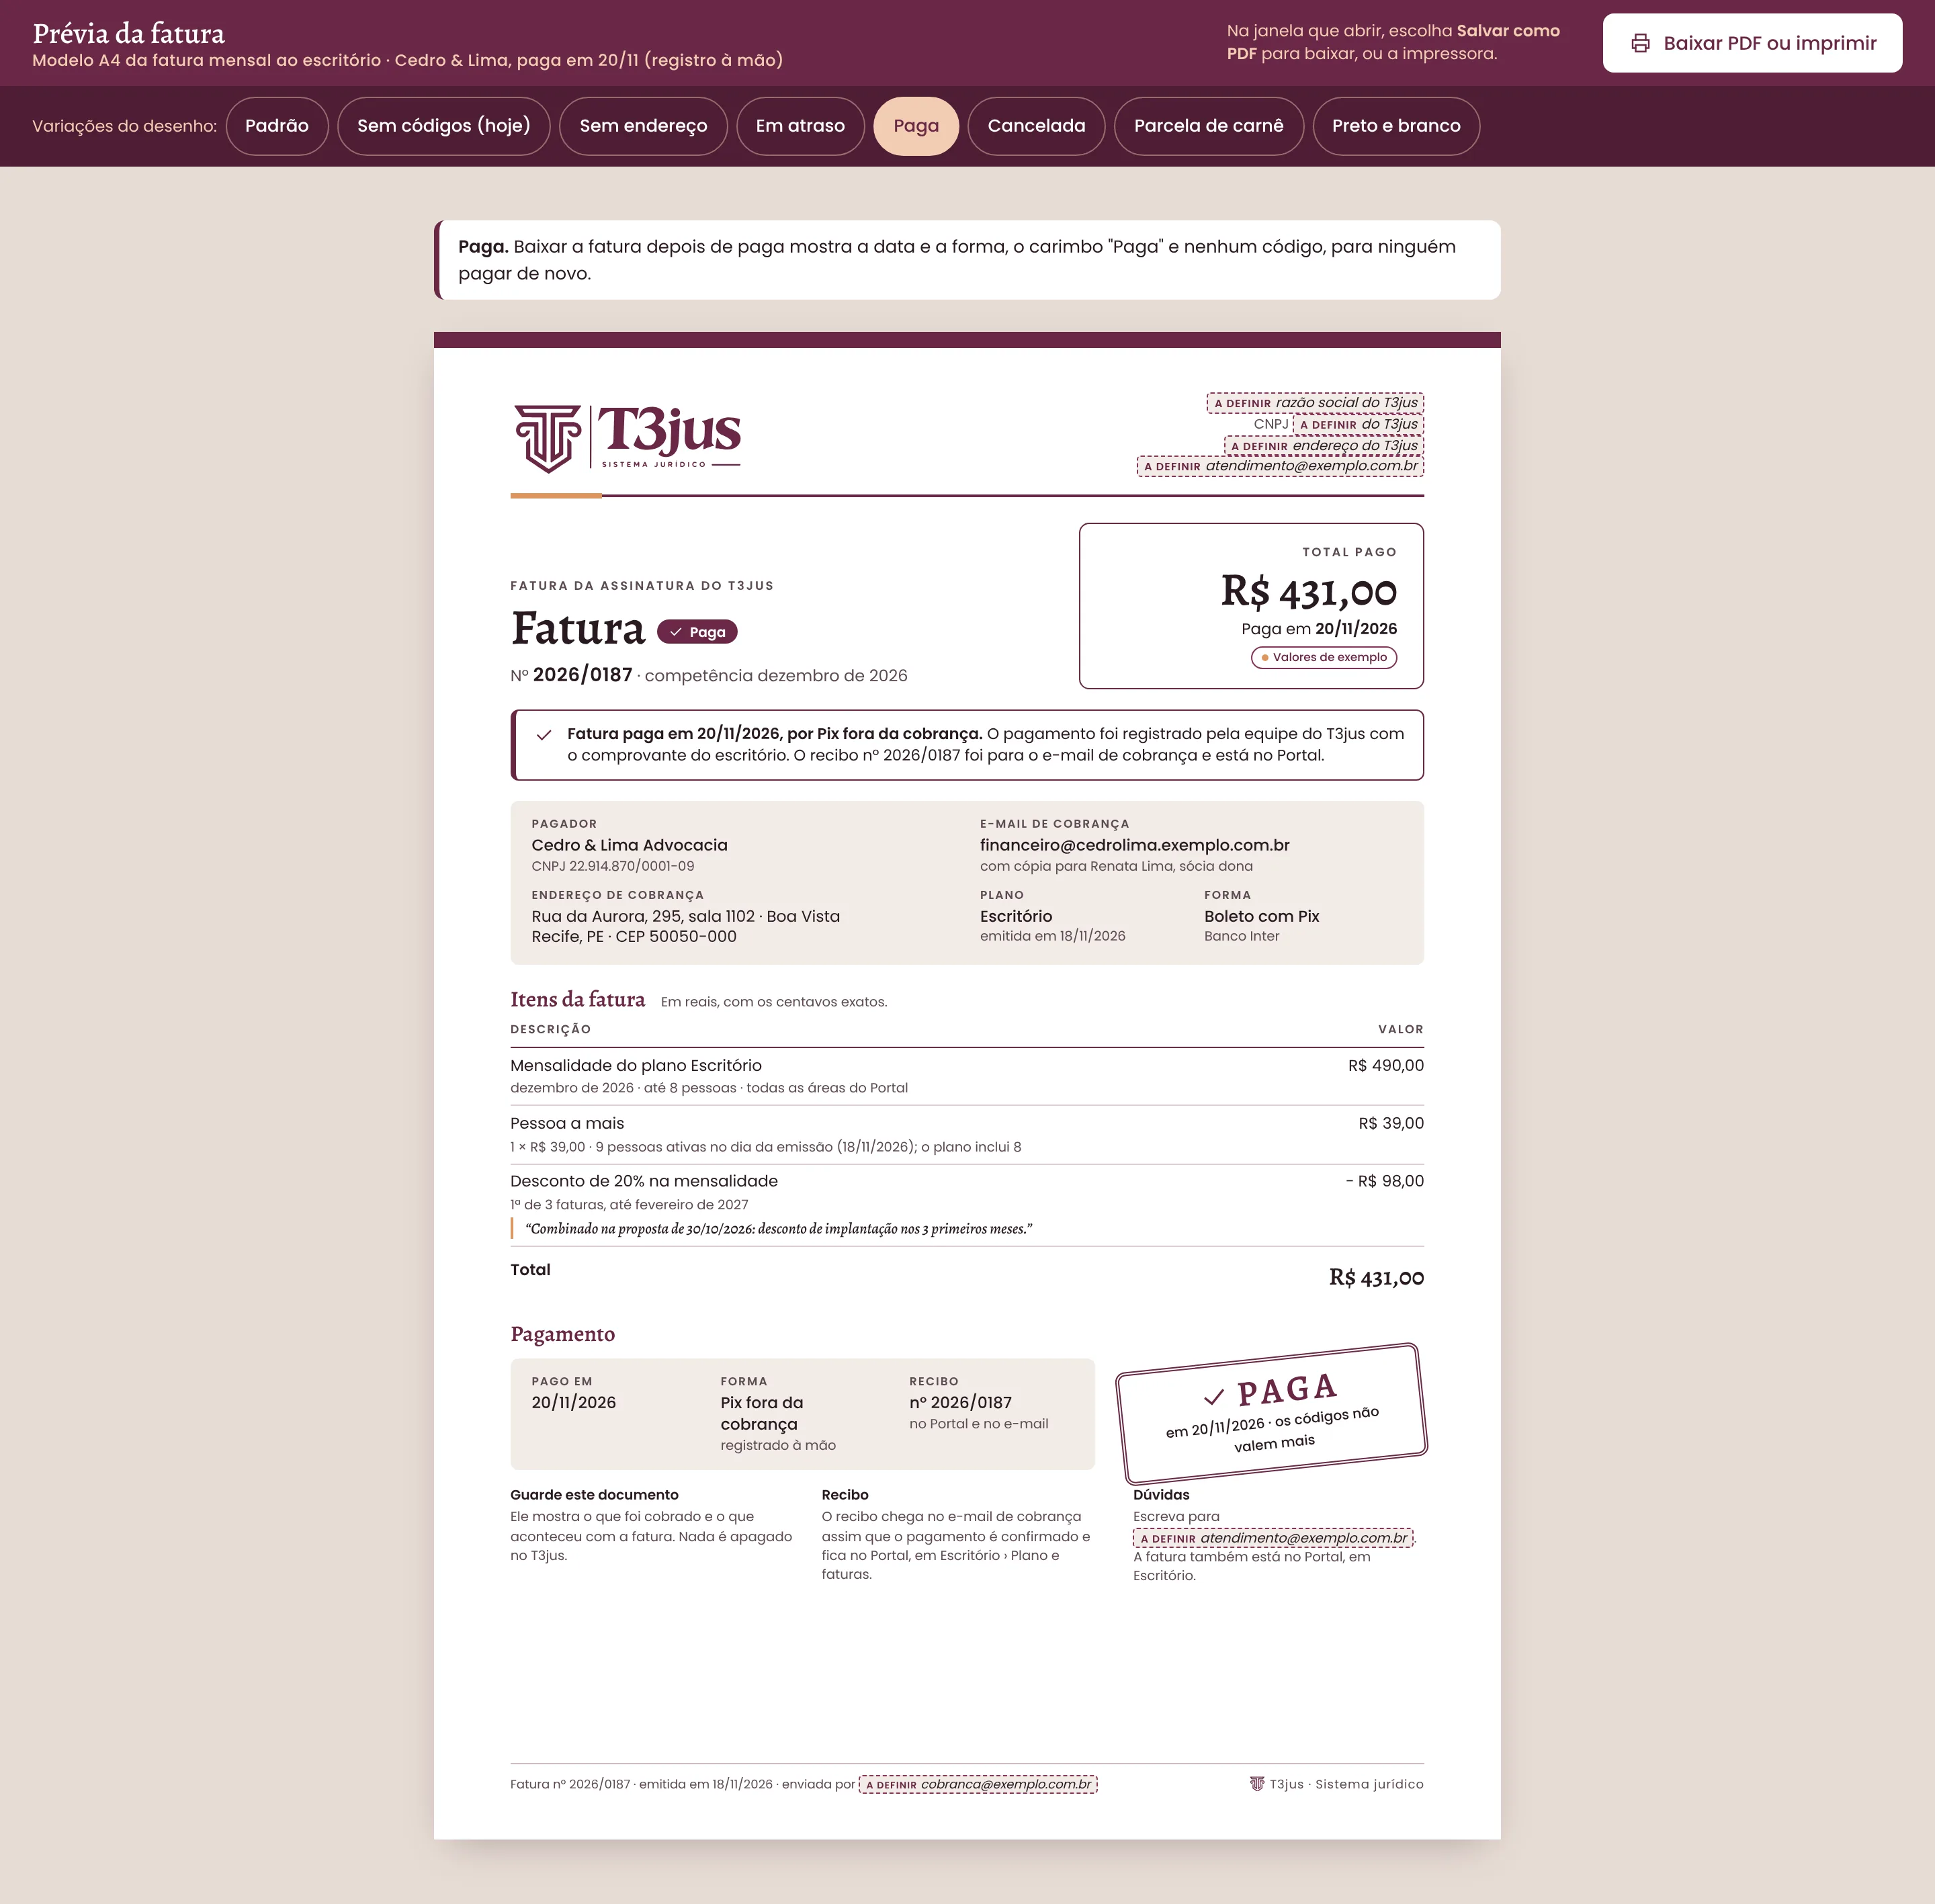 Prévia da fatura
Modelo A4 da fatura mensal ao escritório · Cedro & Lima, paga em 20/11 (registro à mão)
Na janela que abrir, escolha Salvar como
PDF para baixar, ou a impressora.
Baixar PDF ou imprimir
Variações do desenho:
Padrão
Sem códigos (hoje)
Sem endereço
Em atraso
Paga
Cancelada
Parcela de carnê
Preto e branco
Paga. Baixar a fatura depois de paga mostra a data e a forma, o carimbo "Paga" e nenhum código, para ninguém
pagar de novo.
T3jus
SISTEMA JURÍDICO
A DEFINIR razão social do T3jus
CNPJ A DEFINIR do T3jus
A DEFINIR endereço do T3jus
A DEFINIR atendimento@exemplo.com.br
FATURA DA ASSINATURA DO T3JUS
Fatura
Paga
Nº 2026/0187 · competência dezembro de 2026
TOTAL PAGO
R$ 431,00
Paga em 20/11/2026
Valores de exemplo
Fatura paga em 20/11/2026, por Pix fora da cobrança. O pagamento foi registrado pela equipe do T3jus com
o comprovante do escritório. O recibo nº 2026/0187 foi para o e-mail de cobrança e está no Portal.
PAGADOR
Cedro & Lima Advocacia
CNPJ 22.914.870/0001-09
E-MAIL DE COBRANÇA
financeiro@cedrolima.exemplo.com.br
com cópia para Renata Lima, sócia dona
ENDEREÇO DE COBRANÇA
Rua da Aurora, 295, sala 1102 · Boa Vista
Recife, PE · CEP 50050-000
PLANO
Escritório
emitida em 18/11/2026
FORMA
Boleto com Pix
Banco Inter
Itens da fatura
Em reais, com os centavos exatos.
DESCRIÇÃO
VALOR
Mensalidade do plano Escritório
R$ 490,00
dezembro de 2026 · até 8 pessoas · todas as áreas do Portal
Pessoa a mais
R$ 39,00
1 × R$ 39,00 · 9 pessoas ativas no dia da emissão (18/11/2026); o plano inclui 8
Desconto de 20% na mensalidade
− R$ 98,00
1ª de 3 faturas, até fevereiro de 2027
“Combinado na proposta de 30/10/2026: desconto de implantação nos 3 primeiros meses.”
Total
R$ 431,00
Pagamento
PAGO EM
20/11/2026
FORMA
Pix fora da
cobrança
registrado à mão
RECIBO
nº 2026/0187
no Portal e no e-mail
PAGA
em 20/11/2026 · os códigos não
valem mais
Guarde este documento
Ele mostra o que foi cobrado e o que
aconteceu com a fatura. Nada é apagado
no T3jus.
Recibo
O recibo chega no e-mail de cobrança
assim que o pagamento é confirmado e
fica no Portal, em Escritório › Plano e
faturas.
Dúvidas
Escreva para
A DEFINIR atendimento@exemplo.com.br.
A fatura também está no Portal, em
Escritório.
Fatura nº 2026/0187 · emitida em 18/11/2026 · enviada por A DEFINIR cobranca@exemplo.com.br
T3jus · Sistema jurídico